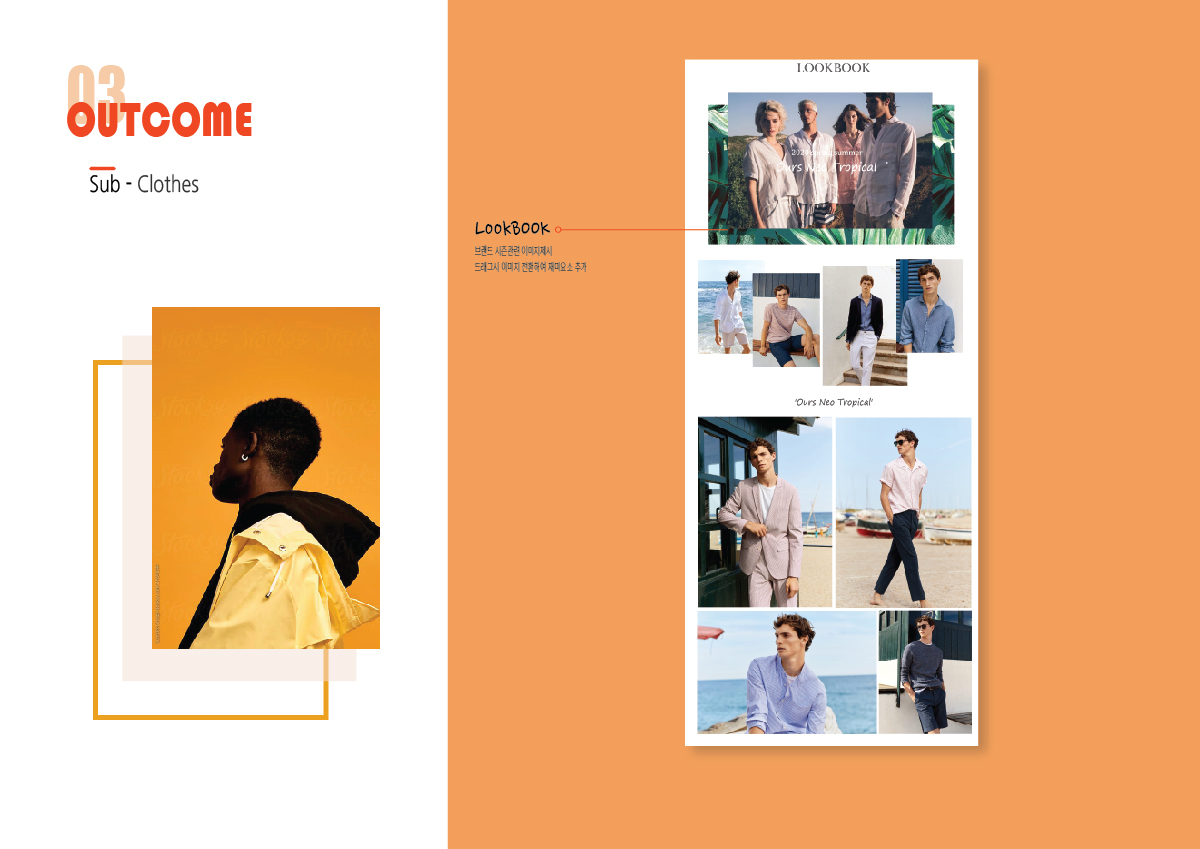 03
OUTCOME
Sub - Clothes
LookBOOK
브랜드 시즌관련 이미지제시
드래그시 이미지 전환하여 재미요소 추가
LOOKBOOK
summer
Ours Neo Tropical
'Ours Neo Tropical'